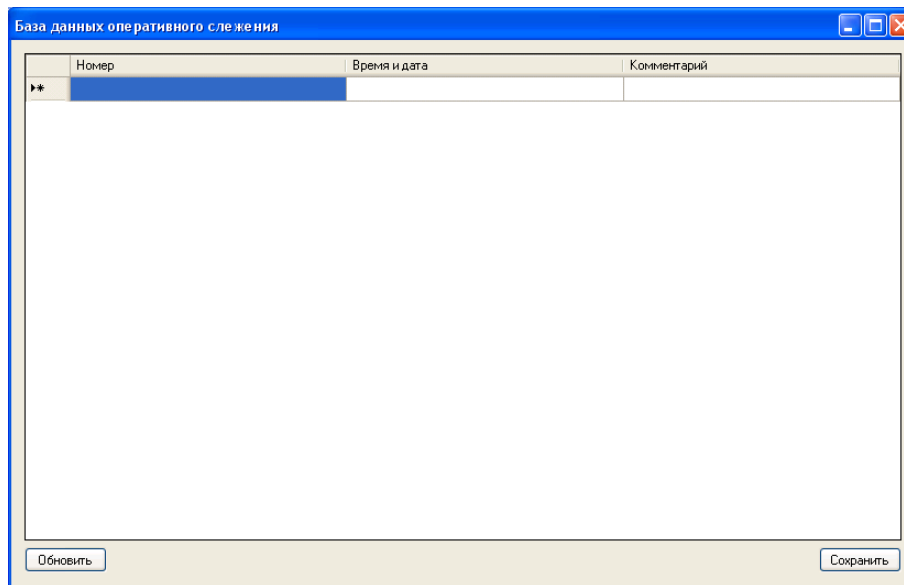 База данных оперативного слежения
Номер Время и дата Комментарий
Обновить Сохранить